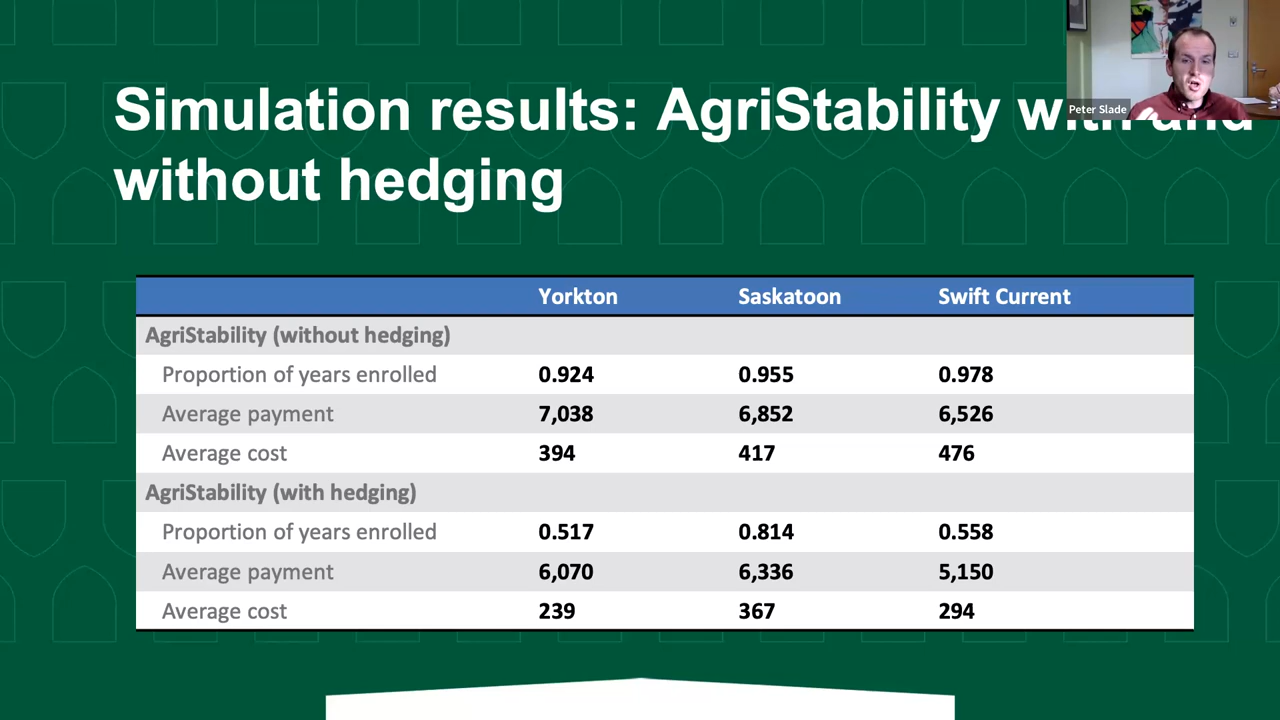 Peter Slade
Simulation results: AgriStability with and
without hedging
Yorkton Saskatoon Swift Current
AgriStability (without hedging)
Proportion of years enrolled 0.924 0.955 0.978
Average payment 7,038 6,852 6,526
Average cost 394 417 476
AgriStability (with hedging)
Proportion of years enrolled 0.517 0.814 0.558
Average payment 6,070 6,336 5,150
Average cost 239 367 294